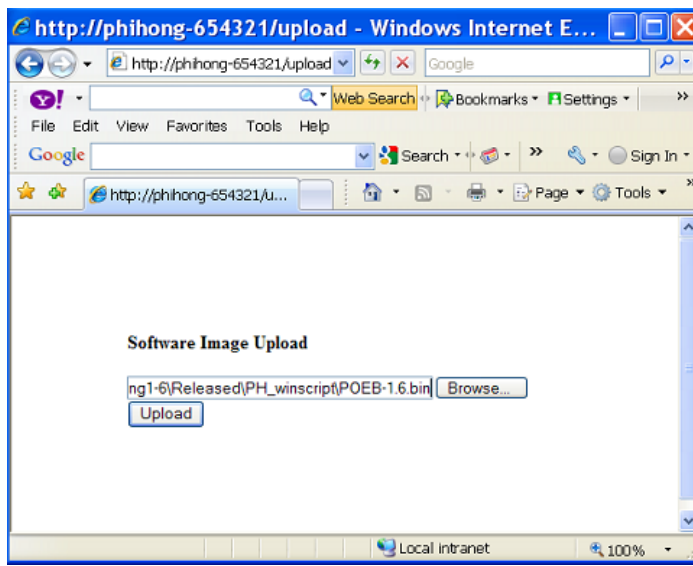 http://phihong-654321/upload - Windows Internet E...
http://phihong-654321/upload Google
Y! Web Search Bookmarks Settings »
File Edit View Favorites Tools Help
Google Search » Sign In
http://phihong-654321/u... Page Tools »
Software Image Upload
ng1-6\Released\PH_winscript\POEB-1.6.bin Browse...
Upload
Local intranet 100%